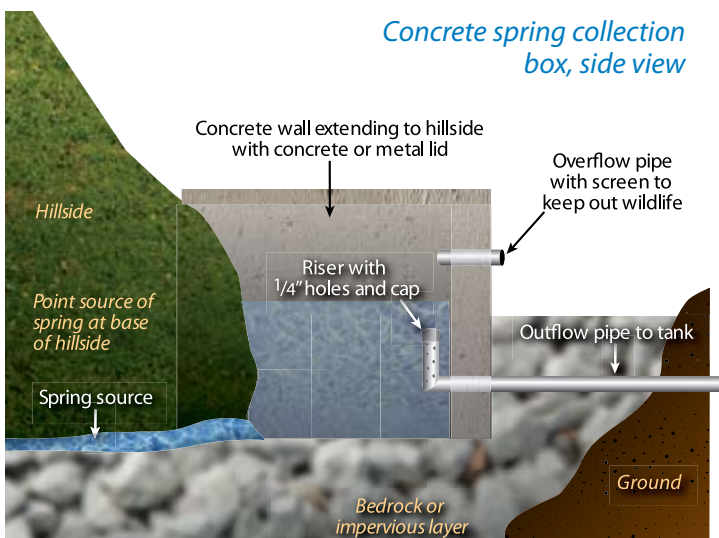 Concrete spring collection
box, side view
Concrete wall extending to hillside
with concrete or metal lid
Overflow pipe
with screen to
keep out wildlife
Hillside
Riser with
1/4" holes and cap
Point source of
spring at base
of hillside
Outflow pipe to tank
Spring source
Ground
Bedrock or
impervious layer